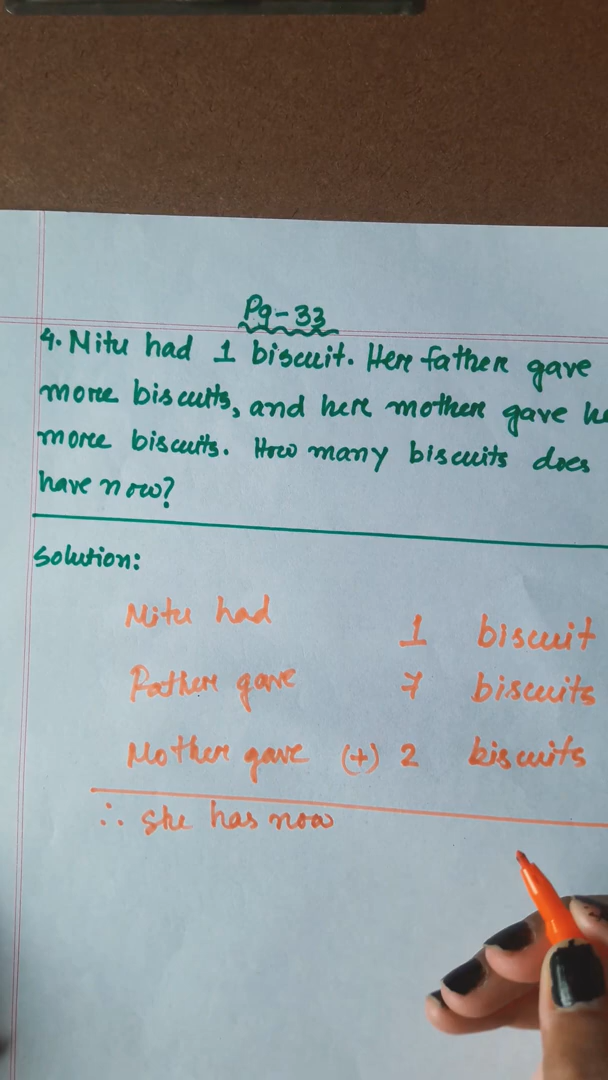 Pg-33
4. Nitu had 1 biscuit. Her father gave
more biscuits, and here mother gave he
more biscuits. How many biscuits does
have now?
Solution:
Nitu had 1 biscuit
Father gave 7 biscuits
Mother gave (+) 2 biscuits
∴ she has now